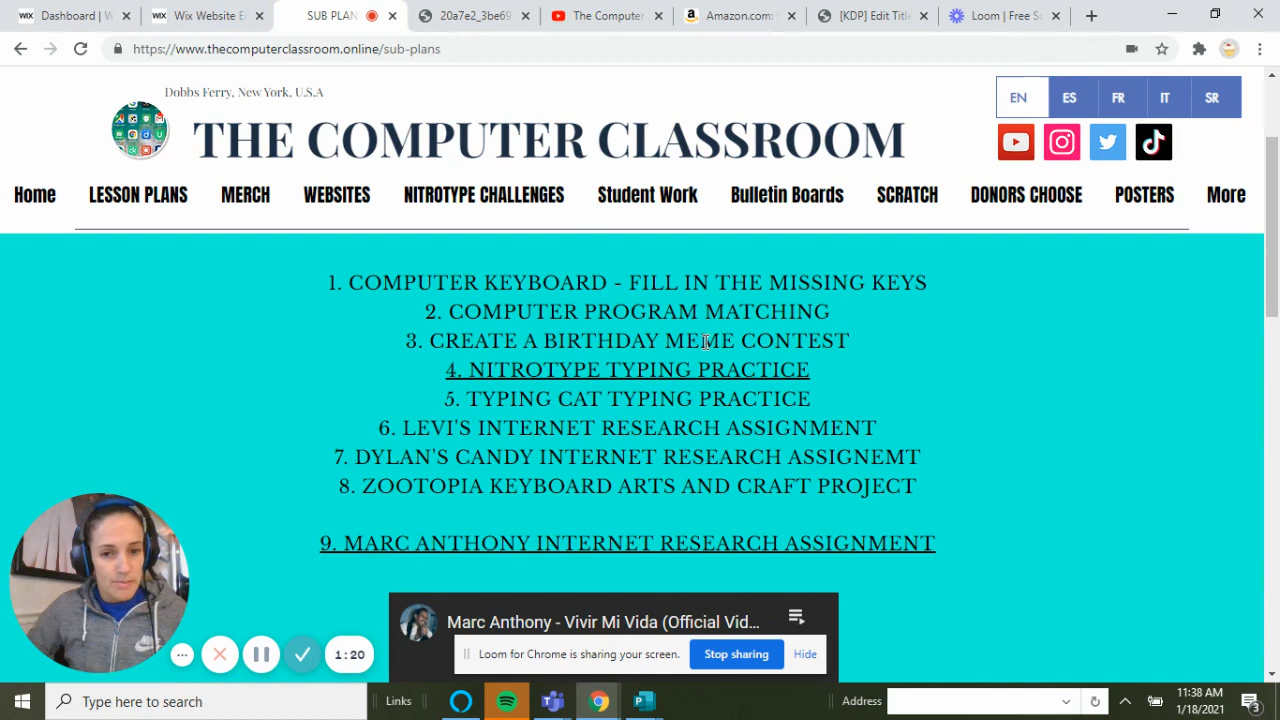 Dashboard | W
Wix Website E
SUB PLAN
20a7e2_3be69
The Computer
Amazon.com:
[KDP] Edit Title
Loom | Free Sc
https://www.thecomputerclassroom.online/sub-plans
Dobbs Ferry, New York, U.S.A
THE COMPUTER CLASSROOM
EN ES FR IT SR
Home LESSON PLANS MERCH WEBSITES NITROTYPE CHALLENGES Student Work Bulletin Boards SCRATCH DONORS CHOOSE POSTERS More
1. COMPUTER KEYBOARD - FILL IN THE MISSING KEYS
2. COMPUTER PROGRAM MATCHING
3. CREATE A BIRTHDAY MEME CONTEST
4. NITROTYPE TYPING PRACTICE
5. TYPING CAT TYPING PRACTICE
6. LEVI'S INTERNET RESEARCH ASSIGNMENT
7. DYLAN'S CANDY INTERNET RESEARCH ASSIGNEMT
8. ZOOTOPIA KEYBOARD ARTS AND CRAFT PROJECT
9. MARC ANTHONY INTERNET RESEARCH ASSIGNMENT
Marc Anthony - Vivir Mi Vida (Official Vid...
Loom for Chrome is sharing your screen. Stop sharing Hide
1:20
Type here to search
Links
Address
11:38 AM
1/18/2021
3